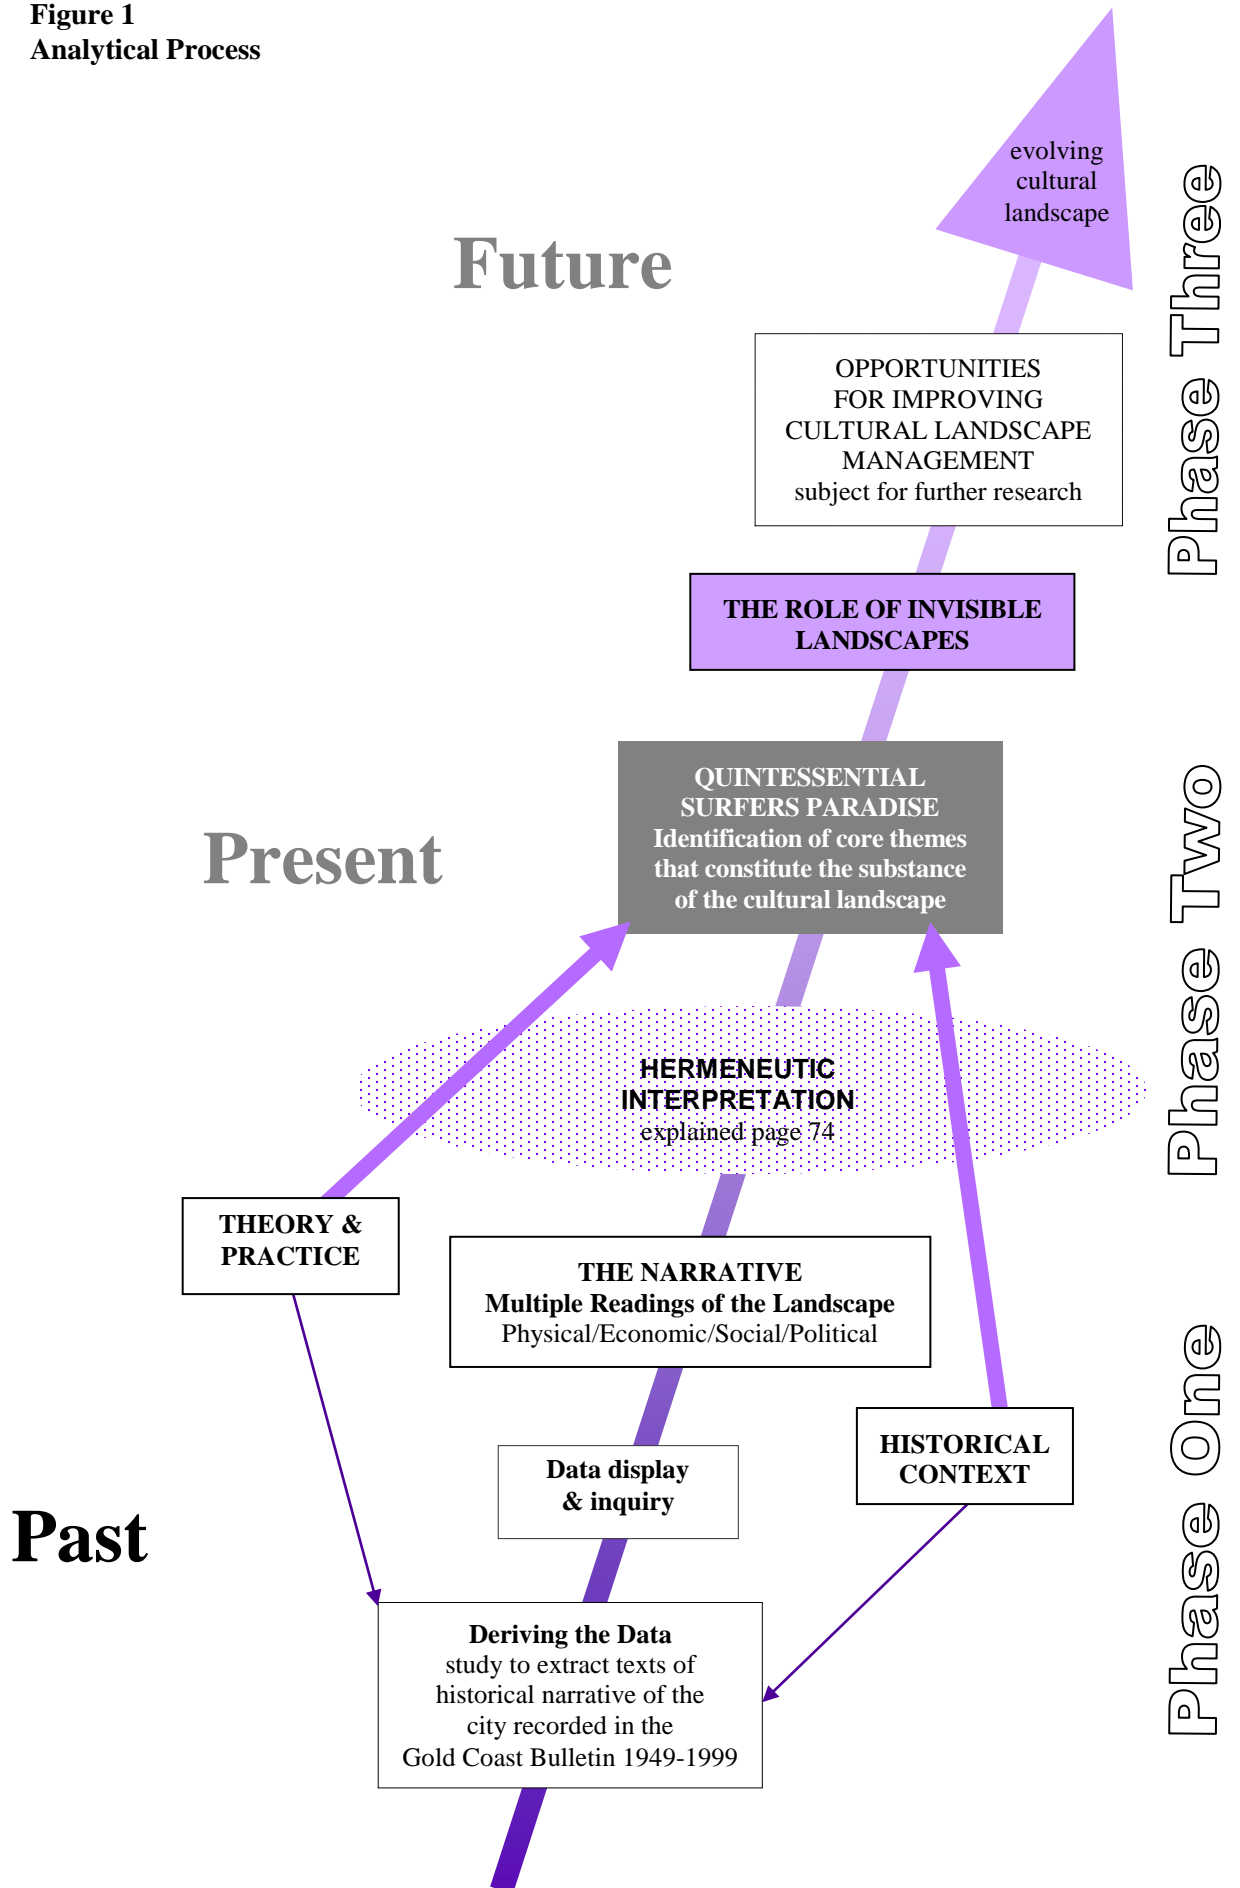 Figure 1
Analytical Process
evolving
cultural
landscape
Future
Phase Three
OPPORTUNITIES
FOR IMPROVING
CULTURAL LANDSCAPE
MANAGEMENT
subject for further research
THE ROLE OF INVISIBLE
LANDSCAPES
QUINTESSENTIAL
SURFERS PARADISE
Identification of core themes
that constitute the substance
of the cultural landscape
Present
Phase Two
HERMENEUTIC
INTERPRETATION
explained page 74
THEORY &
PRACTICE
THE NARRATIVE
Multiple Readings of the Landscape
Physical/Economic/Social/Political
HISTORICAL
CONTEXT
Data display
& inquiry
Past
Phase One
Deriving the Data
study to extract texts of
historical narrative of the
city recorded in the
Gold Coast Bulletin 1949-1999